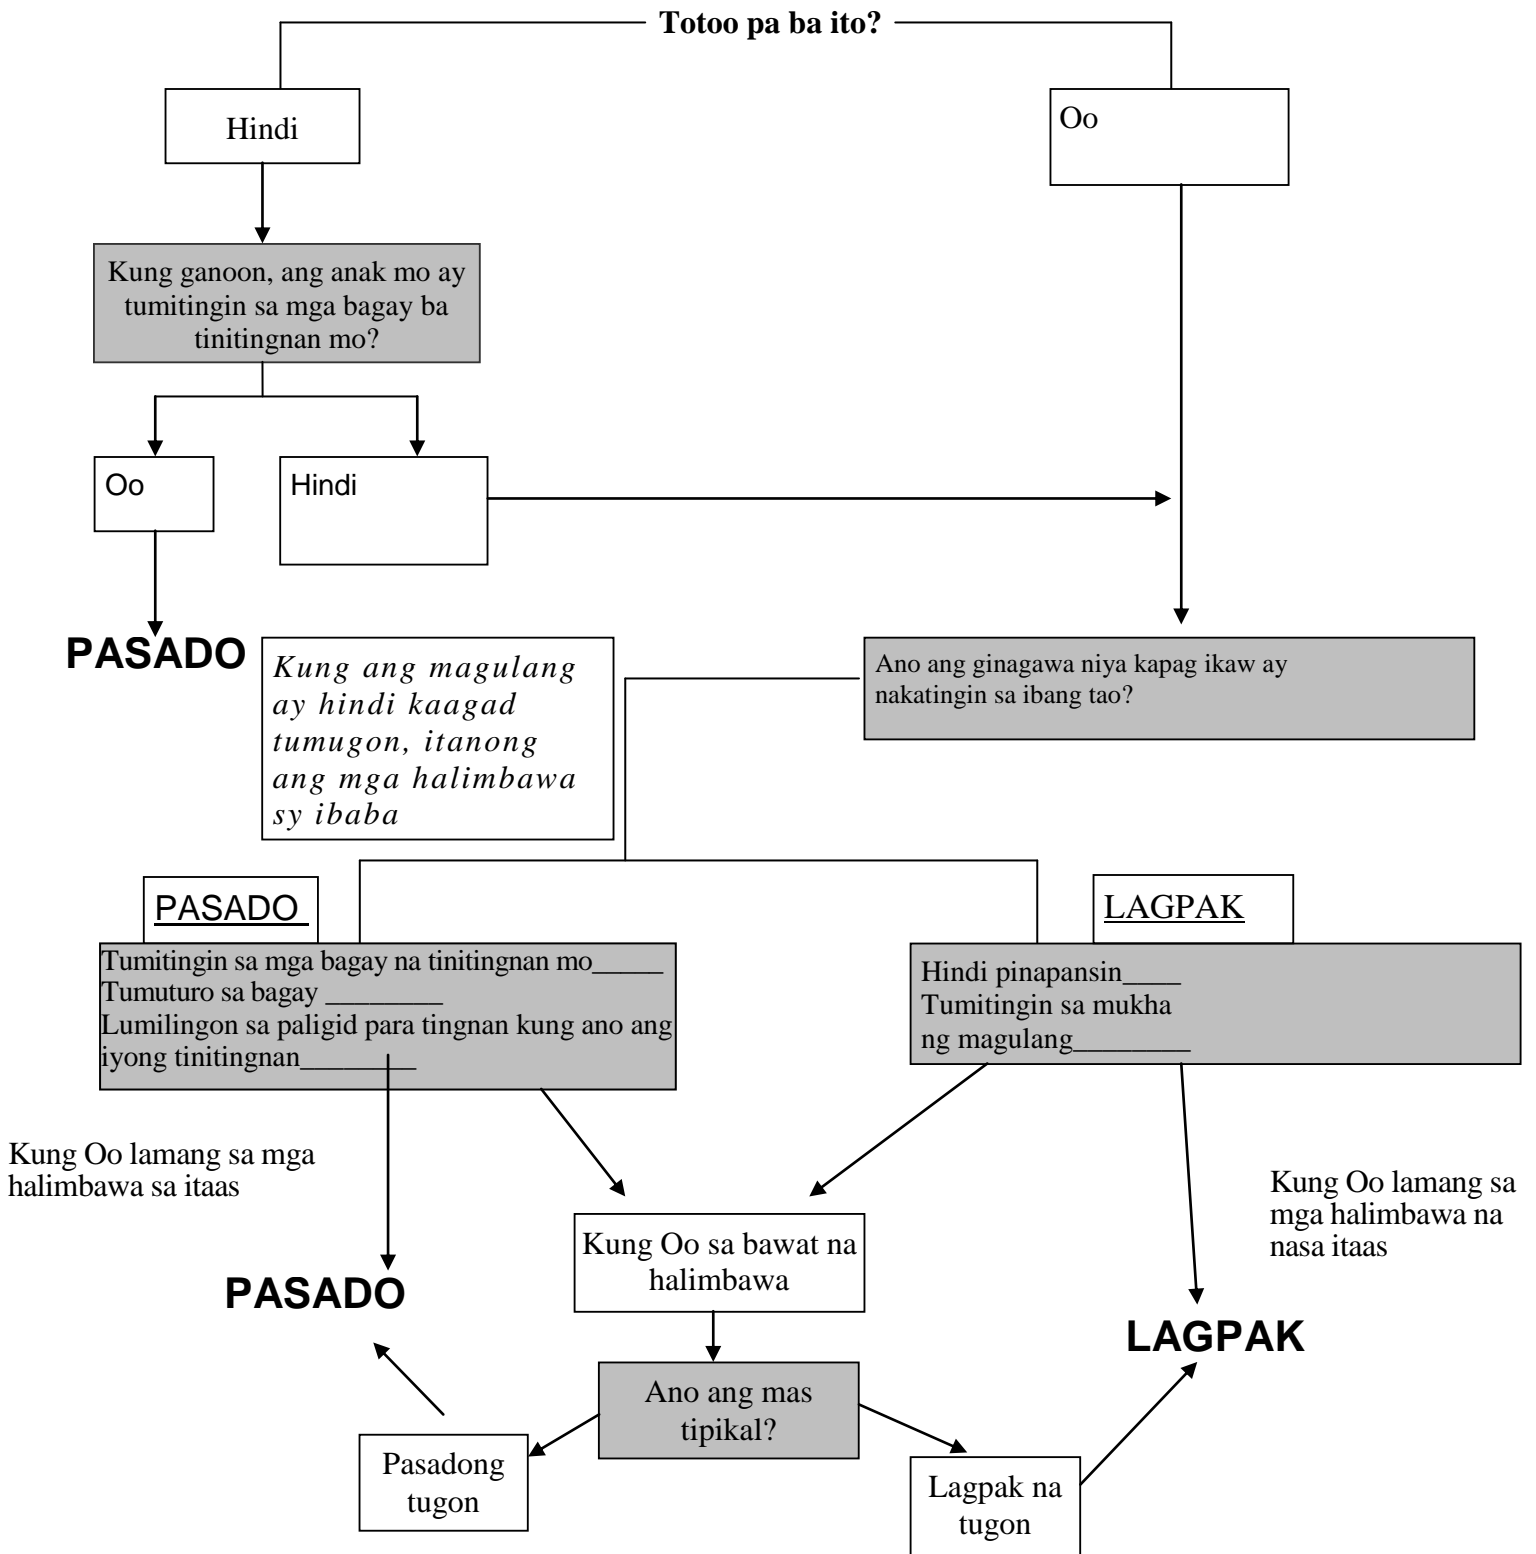 Totoo pa ba ito?
Hindi
Oo
Kung ganoon, ang anak mo ay
tumitingin sa mga bagay ba
tinitingnan mo?
Oo
Hindi
PASADO
Kung ang magulang
ay hindi kaagad
tumugon, itanong
ang mga halimbawa
sy ibaba
Ano ang ginagawa niya kapag ikaw ay
nakatingin sa ibang tao?
PASADO
LAGPAK
Tumitingin sa mga bagay na tinitingnan mo_____
Tumuturo sa bagay ________
Lumilingon sa paligid para tingnan kung ano ang
iyong tinitingnan________
Hindi pinapansin____
Tumitingin sa mukha
ng magulang________
Kung Oo lamang sa mga
halimbawa sa itaas
Kung Oo lamang sa
mga halimbawa na
nasa itaas
Kung Oo sa bawat na
halimbawa
PASADO
LAGPAK
Ano ang mas
tipikal?
Pasadong
tugon
Lagpak na
tugon